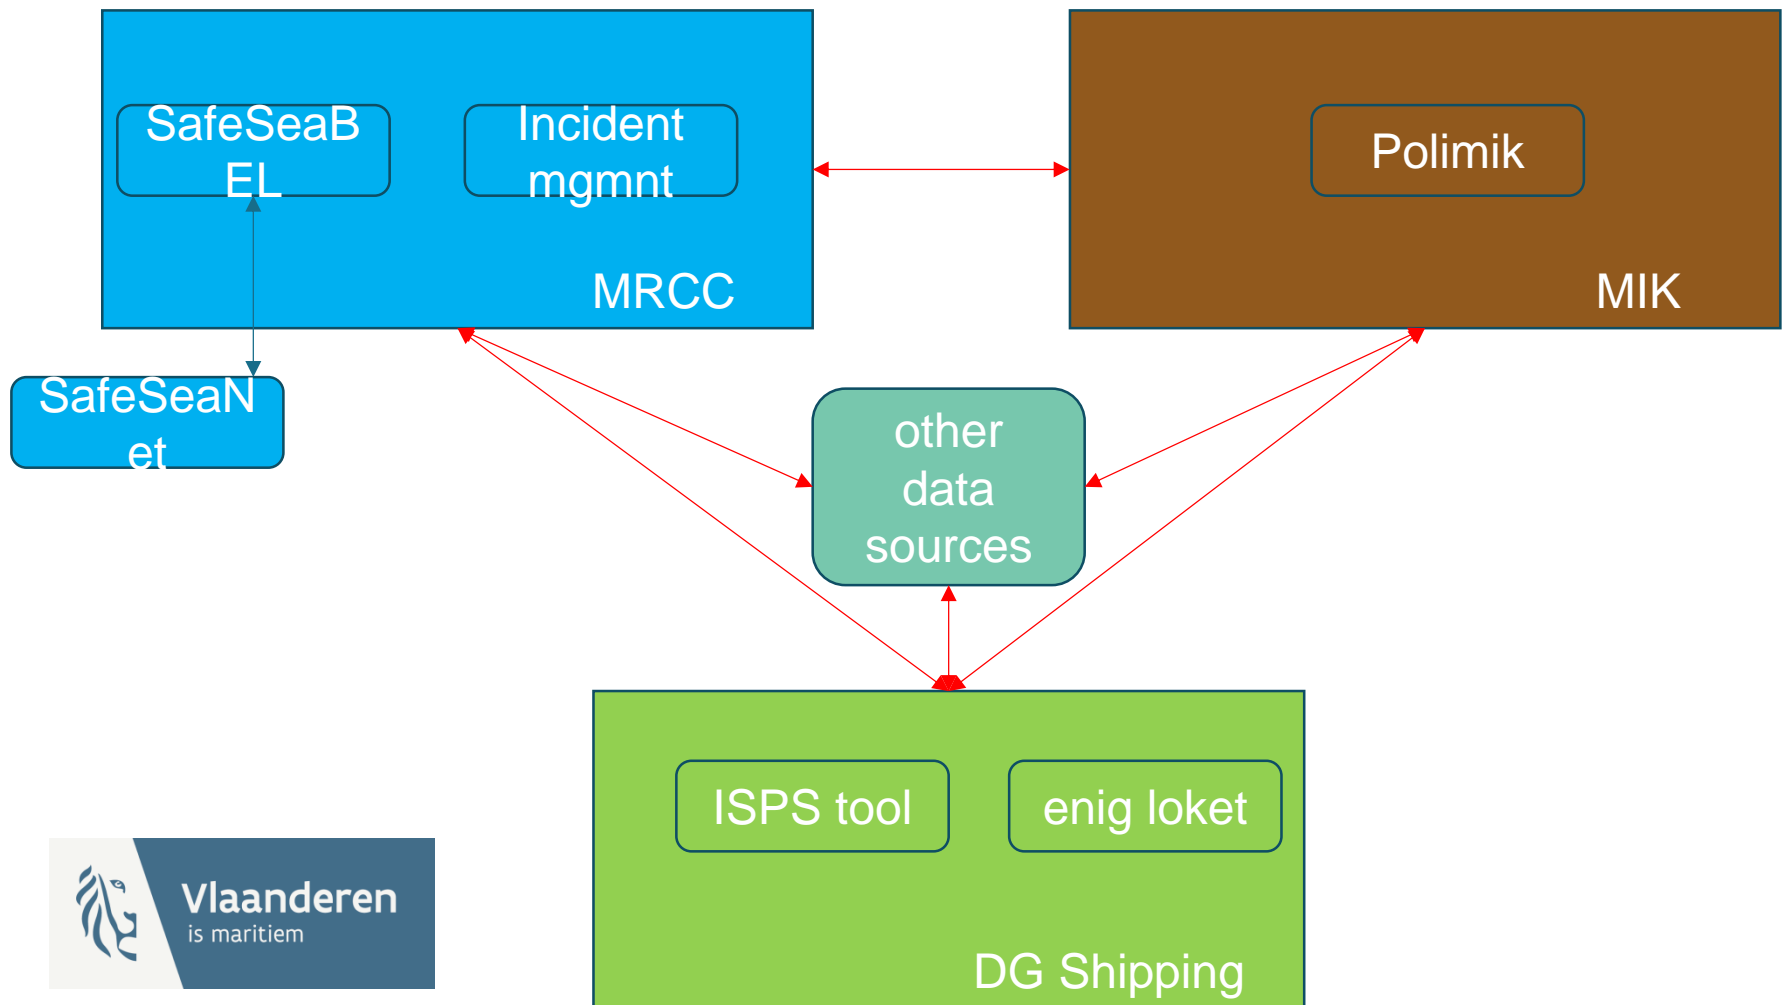 SafeSeaB
EL
Incident
mgmnt
MRCC
Polimik
MIK
SafeSeaN
et
other
data
sources
ISPS tool
enig loket
DG Shipping
Vlaanderen
is maritiem